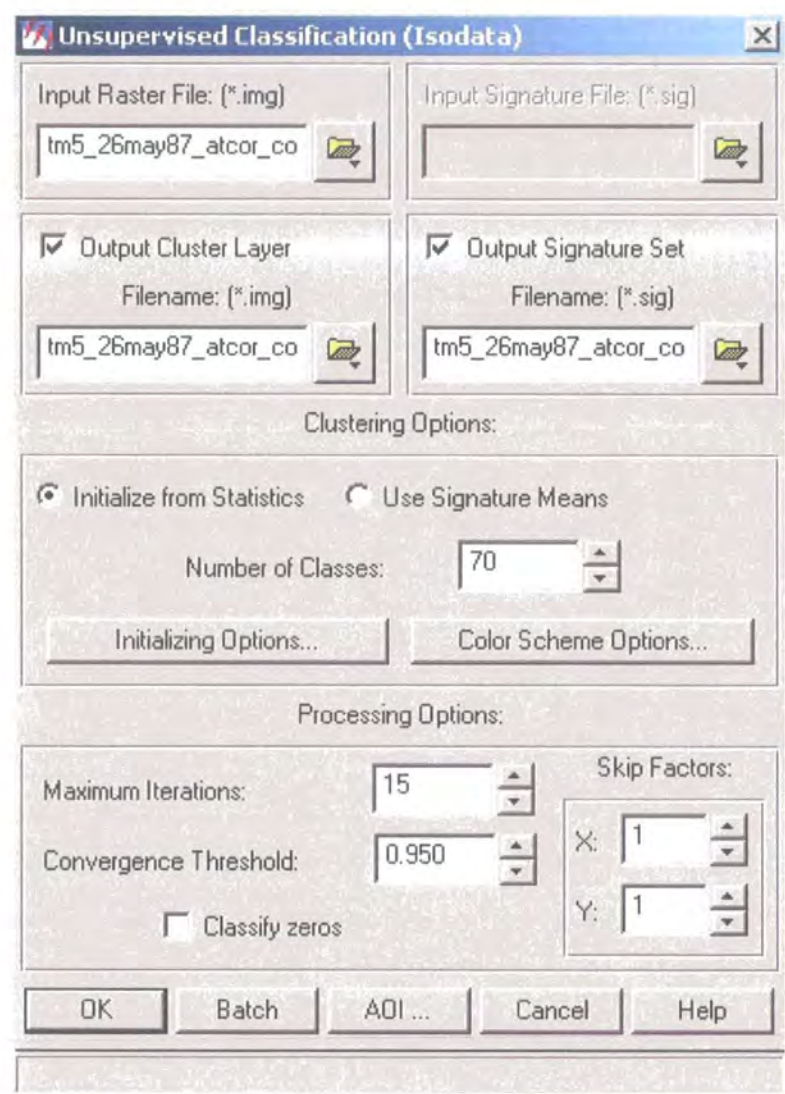 Unsupervised Classification (Isodata)
Input Raster File: (*.img)
Input Signature File: (*.sig)
tm5_26may87_atcor_co
Output Cluster Layer
Output Signature Set
Filename: (*.img)
Filename: (*.sig)
tm5_26may87_atcor_co
tm5_26may87_atcor_co
Clustering Options:
Initialize from Statistics
Use Signature Means
Number of Classes:
70
Initializing Options...
Color Scheme Options...
Processing Options:
Maximum Iterations:
15
Skip Factors:
Convergence Threshold:
0.950
X:
1
Y:
1
Classify zeros
OK
Batch
AOI ...
Cancel
Help